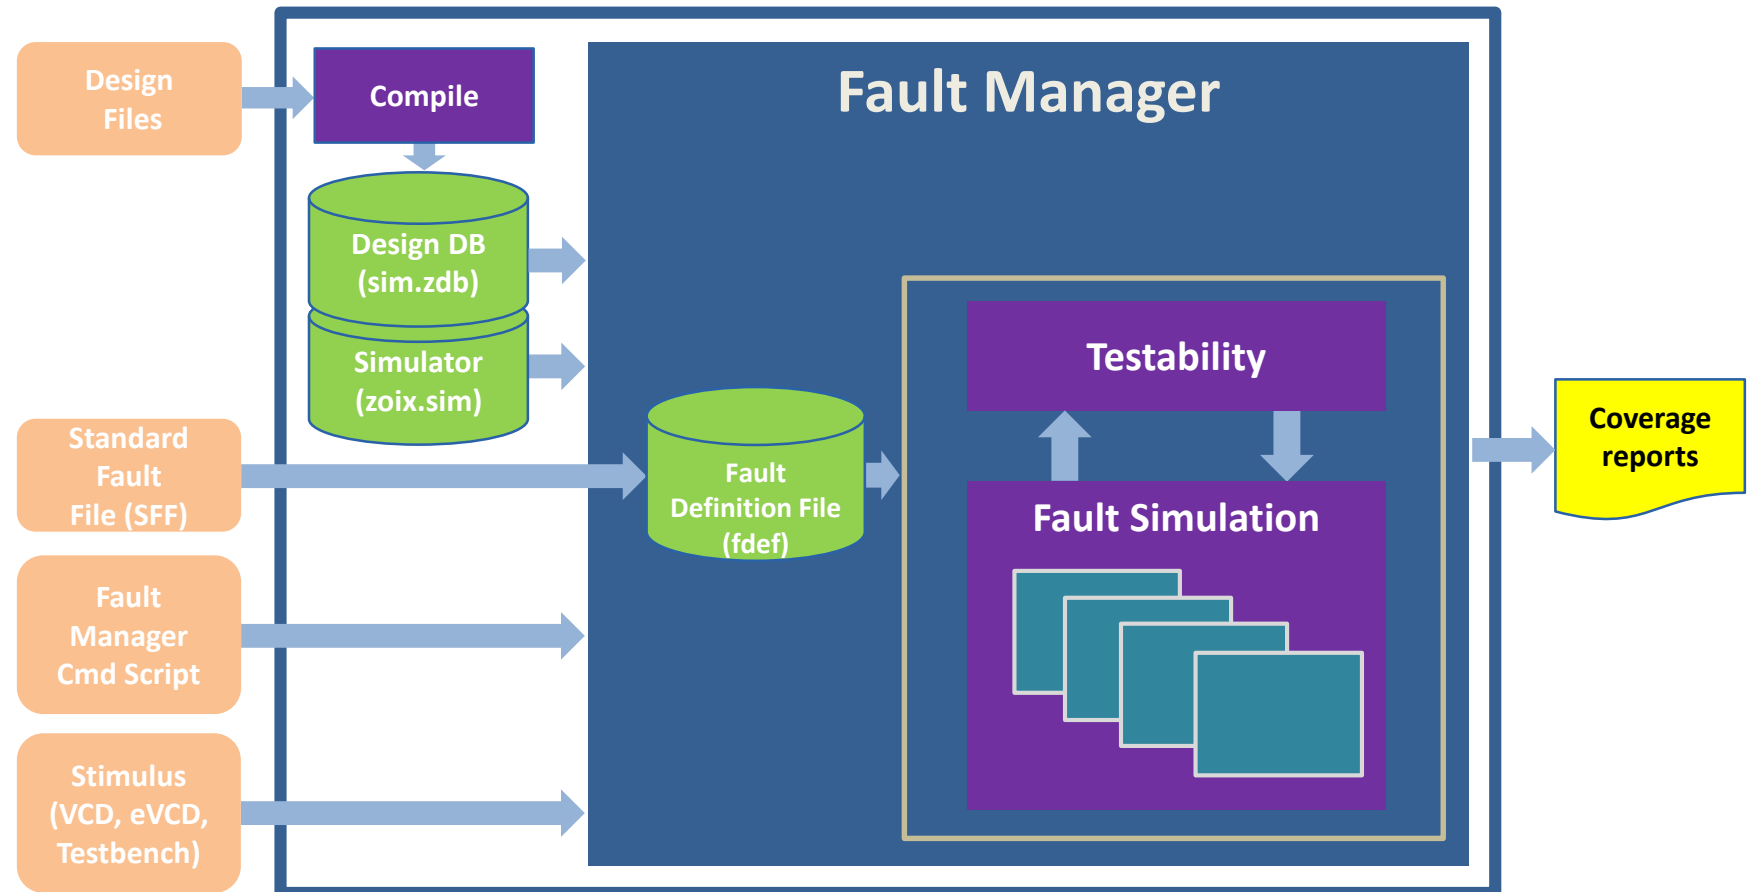 Design
Files
Compile
Fault Manager
Design DB
(sim.zdb)
Simulator
(zoix.sim)
Testability
Standard
Fault
File (SFF)
Fault
Definition File
(fdef)
Fault Simulation
Coverage
reports
Fault
Manager
Cmd Script
Stimulus
(VCD, eVCD,
Testbench)